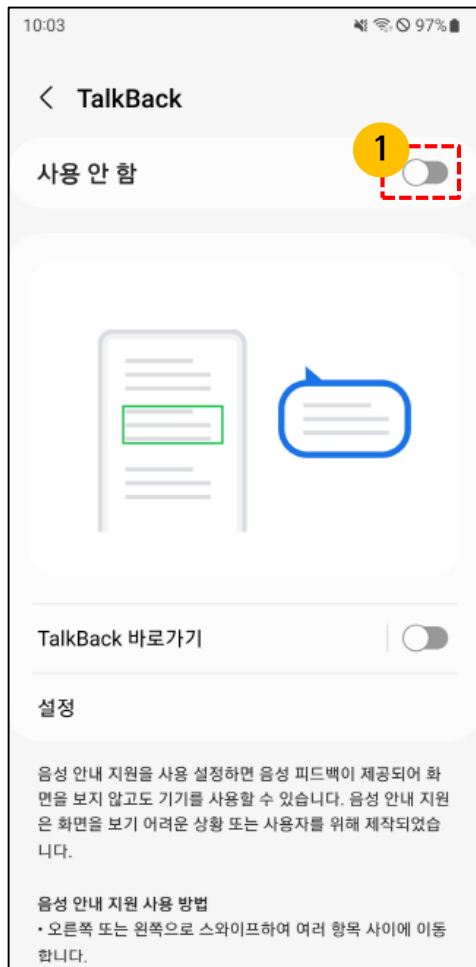 10:03 97%
TalkBack
1
사용 안 함
TalkBack 바로가기
설정
음성 안내 지원을 사용 설정하면 음성 피드백이 제공되어 화
면을 보지 않고도 기기를 사용할 수 있습니다. 음성 안내 지원
은 화면을 보기 어려운 상황 또는 사용자를 위해 제작되었습
니다.
음성 안내 지원 사용 방법
• 오른쪽 또는 왼쪽으로 스와이프하여 여러 항목 사이에 이동
합니다.